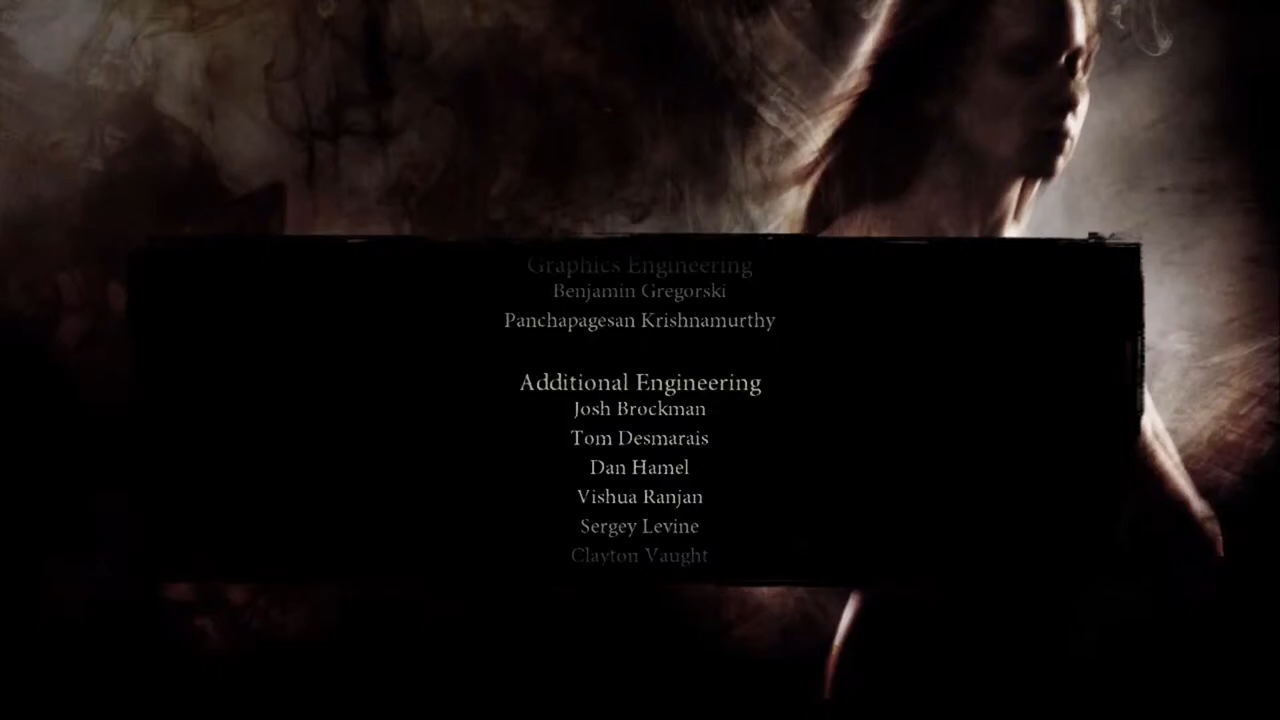 Graphics Engineering
Benjamin Gregorski
Panchapagesan Krishnamurthy
Additional Engineering
Josh Brockman
Tom Desmarais
Dan Hamel
Vishua Ranjan
Sergey Levine
Clayton Vaught